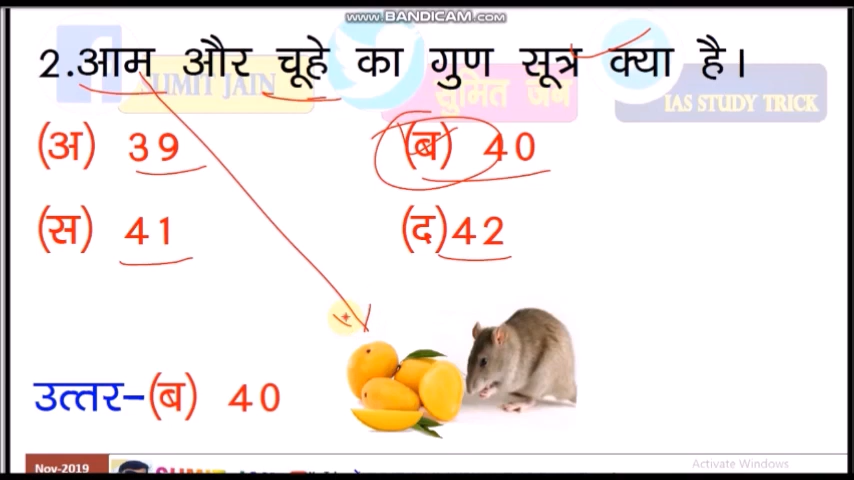 www.BANDICAM.com
2.आम और चूहे का गुण सूत्र क्या है।
SUMIT JAIN
सुमित जैन
IAS STUDY TRICK
(अ) 39
(ब) 40
(स) 41
(द) 42
उत्तर–(ब) 40
Activate Windows
Nov-2019